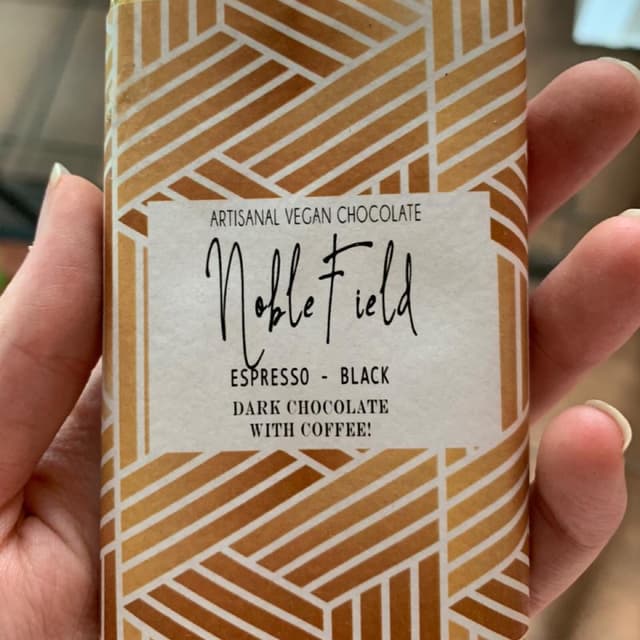 ARTISANAL VEGAN CHOCOLATE
Noble Field
ESPRESSO - BLACK
DARK CHOCOLATE
WITH COFFEE!